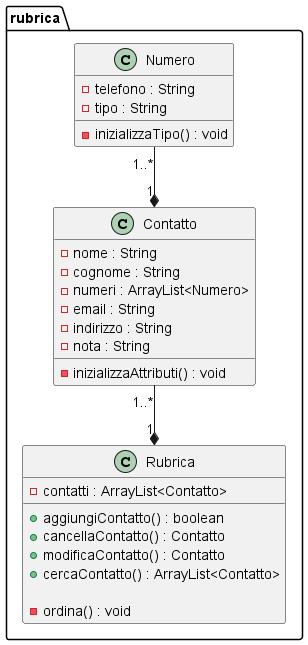 rubrica
C Numero
telefono : String
tipo : String
inizializzaTipo() : void
1..*
1
C Contatto
nome : String
cognome : String
numeri : ArrayList<Numero>
email : String
indirizzo : String
nota : String
inizializzaAttributi() : void
1..*
1
C Rubrica
contatti : ArrayList<Contatto>
aggiungiContatto() : boolean
cancellaContatto() : Contatto
modificaContatto() : Contatto
cercaContatto() : ArrayList<Contatto>
ordina() : void